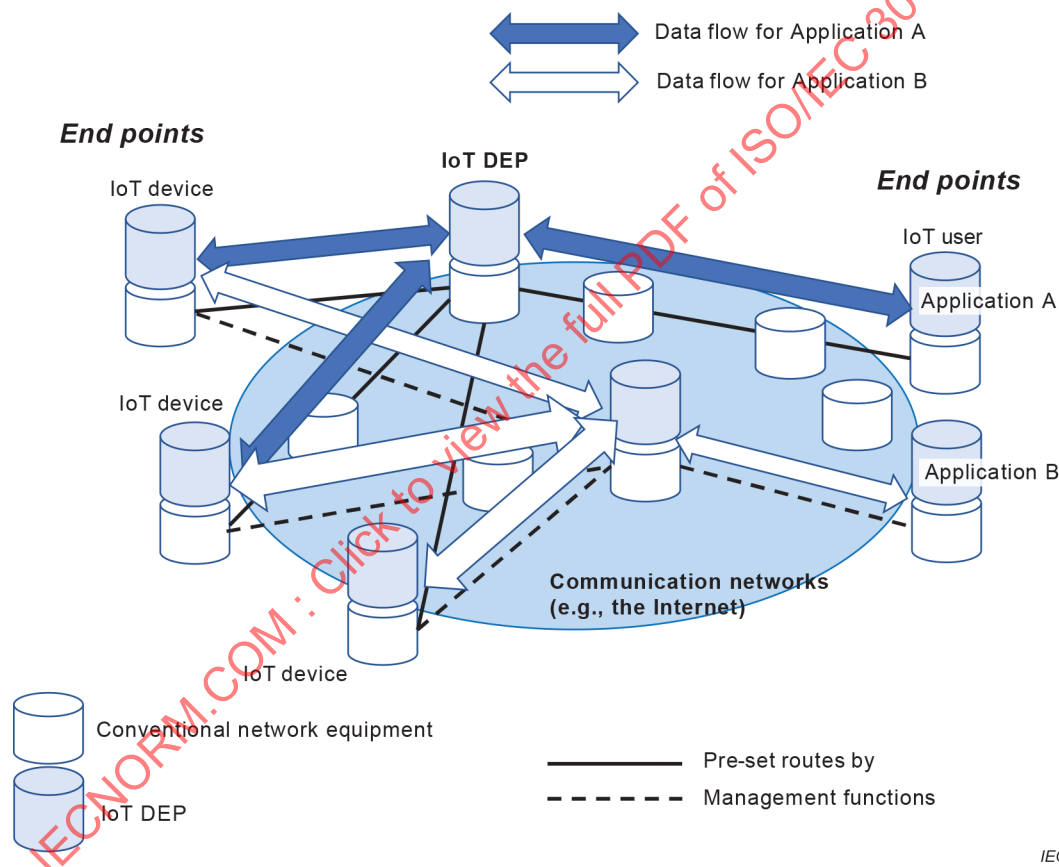 Data flow for Application A
Data flow for Application B
End points
IoT DEP
End points
IoT device
IoT user
Application A
IoT device
Application B
Communication networks
(e.g., the Internet)
IoT device
Conventional network equipment
Pre-set routes by
Management functions
IoT DEP
IECNORM.COM : Click to view the full PDF of ISO/IEC 30
IEC